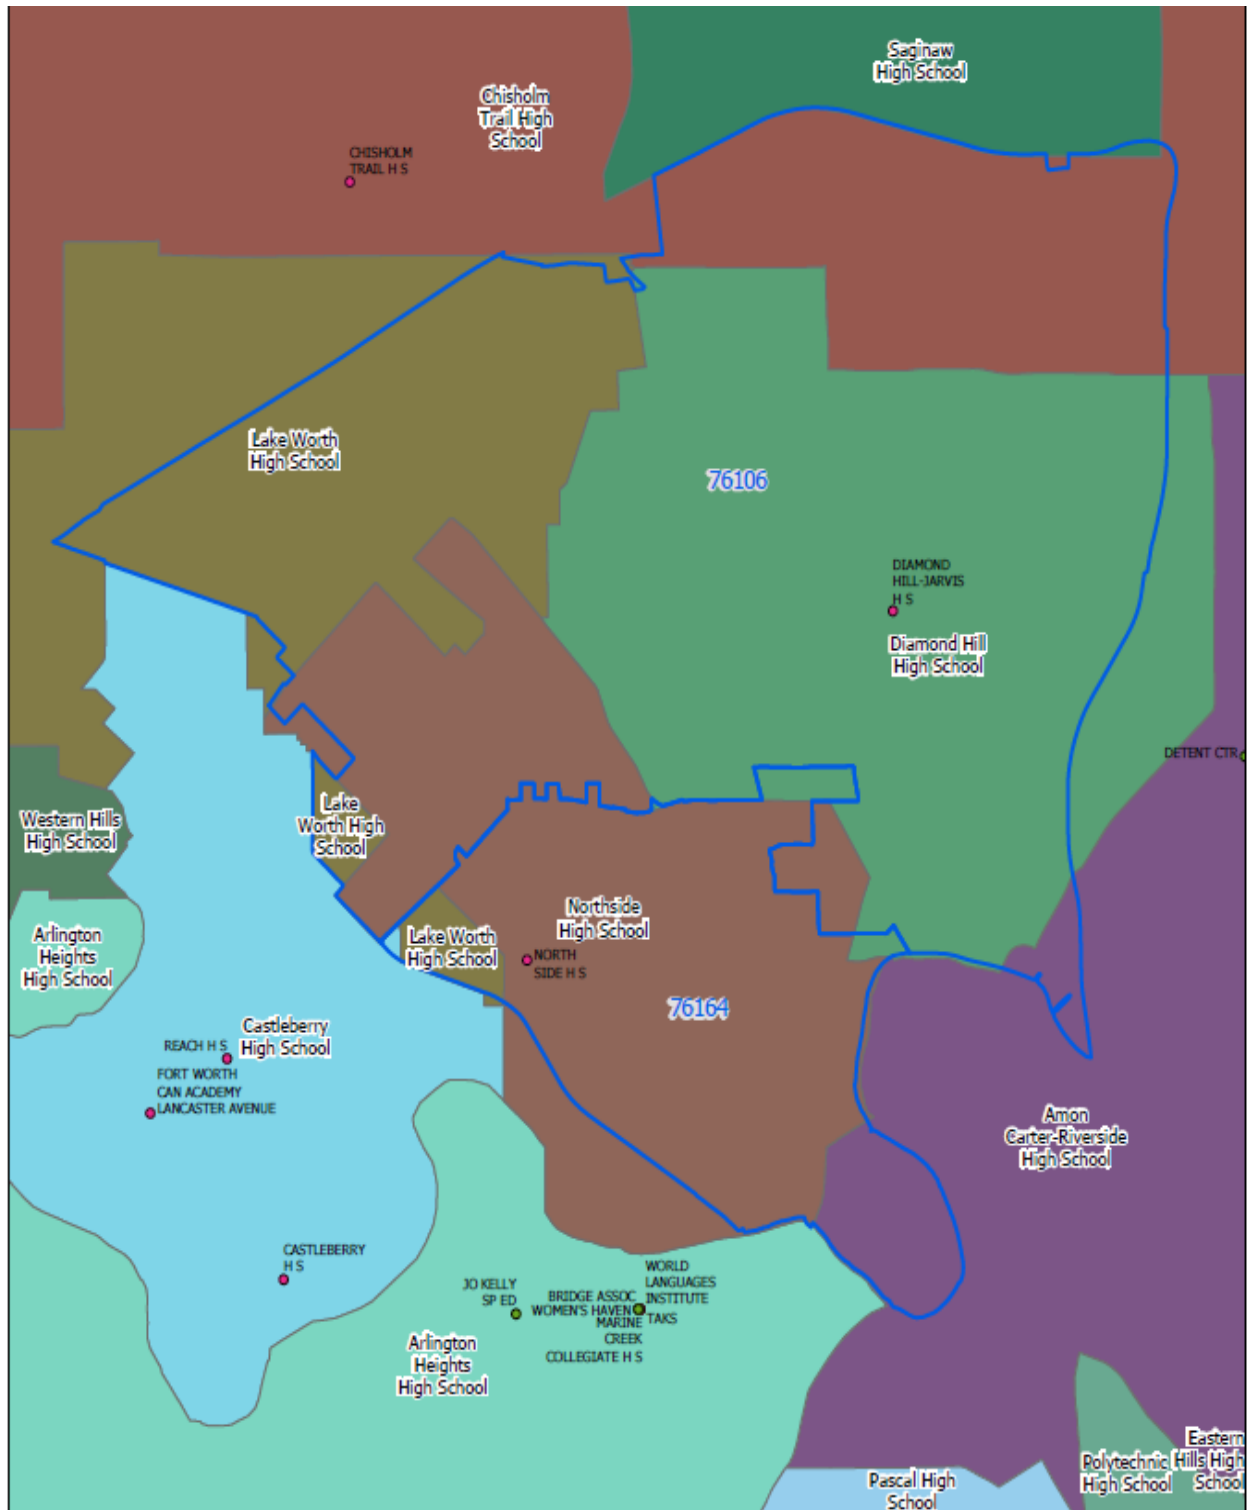 Saginaw
High School
Chisholm
Trail High
School
CHISHOLM
TRAIL H S
Lake Worth
High School
76106
DIAMOND
HILL-JARVIS
H S
Diamond Hill
High School
DETENT CTR
Western Hills
High School
Lake
Worth High
School
Northside
High School
Arlington
Heights
High School
Lake Worth
High School
NORTH
SIDE H S
76164
Castleberry
High School
REACH H S
FORT WORTH
CAN ACADEMY
LANCASTER AVENUE
Amon
Carter-Riverside
High School
CASTLEBERRY
H S
JO KELLY
SP ED
WORLD
LANGUAGES
INSTITUTE
BRIDGE ASSOC
WOMEN'S HAVEN
TAKS
MARINE
CREEK
COLLEGIATE H S
Arlington
Heights
High School
Pascal High
School
Polytechnic
High School
Eastern
Hills High
School